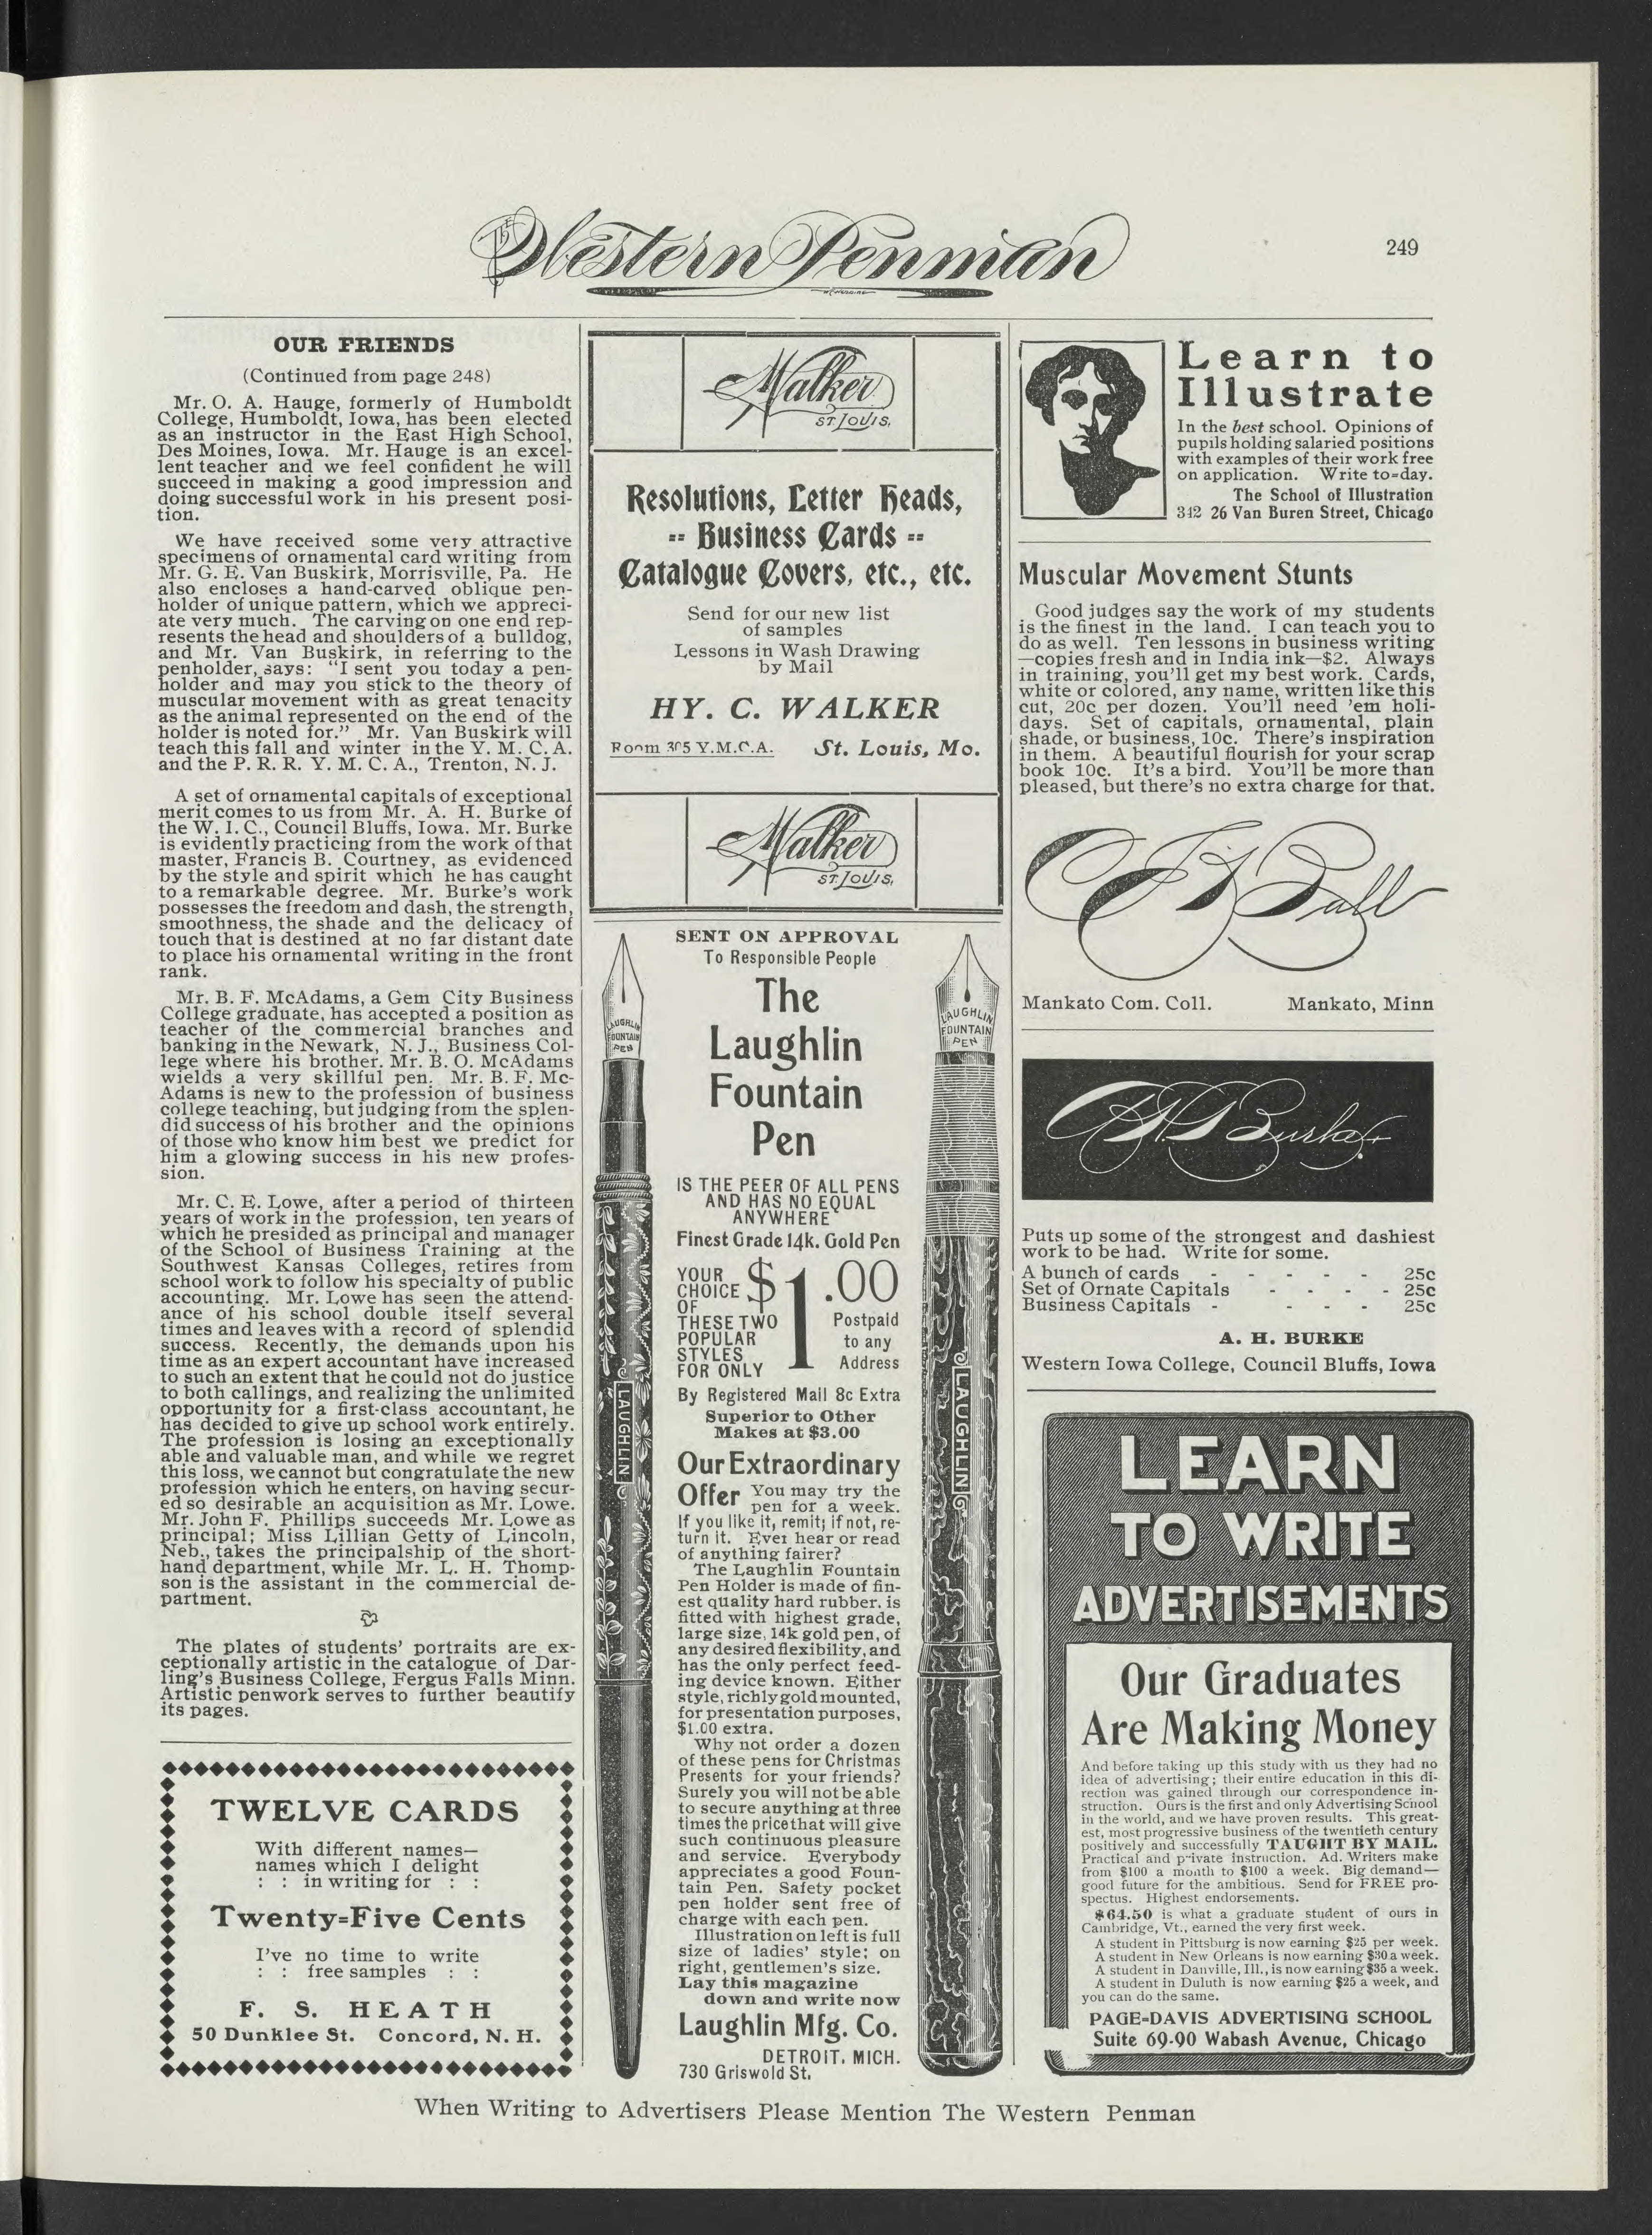 The Western Penman
249
OUR FRIENDS
(Continued from page 248)
Mr. O. A. Hauge, formerly of Humboldt
College, Humboldt, Iowa, has been elected
as an instructor in the East High School,
Des Moines, Iowa. Mr. Hauge is an excel-
lent teacher and we feel confident he will
succeed in making a good impression and
doing successful work in his present posi-
tion.
We have received some very attractive
specimens of ornamental card writing from
Mr. G. E. Van Buskirk, Morrisville, Pa. He
also encloses a hand-carved oblique pen-
holder of unique pattern, which we appreci-
ate very much. The carving on one end rep-
resents the head and shoulders of a bulldog,
and Mr. Van Buskirk, in referring to the
penholder, says: "I sent you today a pen-
holder and may you stick to the theory of
muscular movement with as great tenacity
as the animal represented on the end of the
holder is noted for." Mr. Van Buskirk will
teach this fall and winter in the Y. M. C. A.
and the P. R. R. Y. M. C. A., Trenton, N. J.
A set of ornamental capitals of exceptional
merit comes to us from Mr. A. H. Burke of
the W. I. C., Council Bluffs, Iowa. Mr. Burke
is evidently practicing from the work of that
master, Francis B. Courtney, as evidenced
by the style and spirit which he has caught
to a remarkable degree. Mr. Burke's work
possesses the freedom and dash, the strength,
smoothness, the shade and the delicacy of
touch that is destined at no far distant date
to place his ornamental writing in the front
rank.
Mr. B. F. McAdams, a Gem City Business
College graduate, has accepted a position as
teacher of the commercial branches and
banking in the Newark, N. J., Business Col-
lege where his brother. Mr. B. O. McAdams
wields a very skillful pen. Mr. B. F. Mc-
Adams is new to the profession of business
college teaching, but judging from the splen-
did success of his brother and the opinions
of those who know him best we predict for
him a glowing success in his new profes-
sion.
Mr. C. E. Lowe, after a period of thirteen
years of work in the profession, ten years of
which he presided as principal and manager
of the School of Business Training at the
Southwest Kansas Colleges, retires from
school work to follow his specialty of public
accounting. Mr. Lowe has seen the attend-
ance of his school double itself several
times and leaves with a record of splendid
success. Recently, the demands upon his
time as an expert accountant have increased
to such an extent that he could not do justice
to both callings, and realizing the unlimited
opportunity for a first-class accountant, he
has decided to give up school work entirely.
The profession is losing an exceptionally
able and valuable man, and while we regret
this loss, we cannot but congratulate the new
profession which he enters, on having secur-
ed so desirable an acquisition as Mr. Lowe.
Mr. John F. Phillips succeeds Mr. Lowe as
principal; Miss Lillian Getty of Lincoln,
Neb., takes the principalship of the short-
hand department, while Mr. L. H. Thomp-
son is the assistant in the commercial de-
partment.
The plates of students' portraits are ex-
ceptionally artistic in the catalogue of Dar-
ling's Business College, Fergus Falls Minn.
Artistic penwork serves to further beautify
its pages.
TWELVE CARDS
With different names—
names which I delight
: : in writing for : :
Twenty=Five Cents
I've no time to write
: : free samples : :
F. S. HEATH
50 Dunklee St. Concord, N. H.
Walker
ST. LOUIS.
Resolutions, Letter Heads,
-- Business Cards --
Catalogue Covers, etc., etc.
Send for our new list
of samples
Lessons in Wash Drawing
by Mail
HY. C. WALKER
Room 305 Y.M.C.A. St. Louis, Mo.
Walker
ST. LOUIS.
SENT ON APPROVAL
To Responsible People
The
Laughlin
Fountain
Pen
LAUGHLIN
FOUNTAIN
PEN
LAUGHLIN
FOUNTAIN
PEN
IS THE PEER OF ALL PENS
AND HAS NO EQUAL
ANYWHERE
Finest Grade 14k. Gold Pen
YOUR
CHOICE
OF
THESE TWO
POPULAR
STYLES
FOR ONLY
$1.00
Postpaid
to any
Address
By Registered Mail 8c Extra
Superior to Other
Makes at $3.00
LAUGHLIN
LAUGHLIN
Our Extraordinary
Offer You may try the
pen for a week.
If you like it, remit; if not, re-
turn it. Ever hear or read
of anything fairer?
The Laughlin Fountain
Pen Holder is made of fin-
est quality hard rubber, is
fitted with highest grade,
large size, 14k gold pen, of
any desired flexibility, and
has the only perfect feed-
ing device known. Either
style, richly gold mounted,
for presentation purposes,
$1.00 extra.
Why not order a dozen
of these pens for Christmas
Presents for your friends?
Surely you will not be able
to secure anything at three
times the price that will give
such continuous pleasure
and service. Everybody
appreciates a good Foun-
tain Pen. Safety pocket
pen holder sent free of
charge with each pen.
Illustration on left is full
size of ladies' style; on
right, gentlemen's size.
Lay this magazine
down and write now
Laughlin Mfg. Co.
DETROIT, MICH.
730 Griswold St.
Learn to
Illustrate
In the best school. Opinions of
pupils holding salaried positions
with examples of their work free
on application. Write to=day.
The School of Illustration
312 26 Van Buren Street, Chicago
Muscular Movement Stunts
Good judges say the work of my students
is the finest in the land. I can teach you to
do as well. Ten lessons in business writing
—copies fresh and in India ink—$2. Always
in training, you'll get my best work. Cards,
white or colored, any name, written like this
cut, 20c per dozen. You'll need 'em holi-
days. Set of capitals, ornamental, plain
shade, or business, 10c. There's inspiration
in them. A beautiful flourish for your scrap
book 10c. It's a bird. You'll be more than
pleased, but there's no extra charge for that.
Ball
Mankato Com. Coll. Mankato, Minn
A. H. Burke
Puts up some of the strongest and dashiest
work to be had. Write for some.
A bunch of cards - - - - - 25c
Set of Ornate Capitals - - - - 25c
Business Capitals - - - - 25c
A. H. BURKE
Western Iowa College, Council Bluffs, Iowa
LEARN
TO WRITE
ADVERTISEMENTS
Our Graduates
Are Making Money
And before taking up this study with us they had no
idea of advertising; their entire education in this di-
rection was gained through our correspondence in-
struction. Ours is the first and only Advertising School
in the world, and we have proven results. This great-
est, most progressive business of the twentieth century
positively and successfully TAUGHT BY MAIL.
Practical and private instruction. Ad. Writers make
from $100 a month to $100 a week. Big demand—
good future for the ambitious. Send for FREE pro-
spectus. Highest endorsements.
$64.50 is what a graduate student of ours in
Cambridge, Vt., earned the very first week.
A student in Pittsburg is now earning $25 per week.
A student in New Orleans is now earning $30 a week.
A student in Danville, Ill., is now earning $35 a week.
A student in Duluth is now earning $25 a week, and
you can do the same.
PAGE=DAVIS ADVERTISING SCHOOL
Suite 69-90 Wabash Avenue, Chicago
When Writing to Advertisers Please Mention The Western Penman